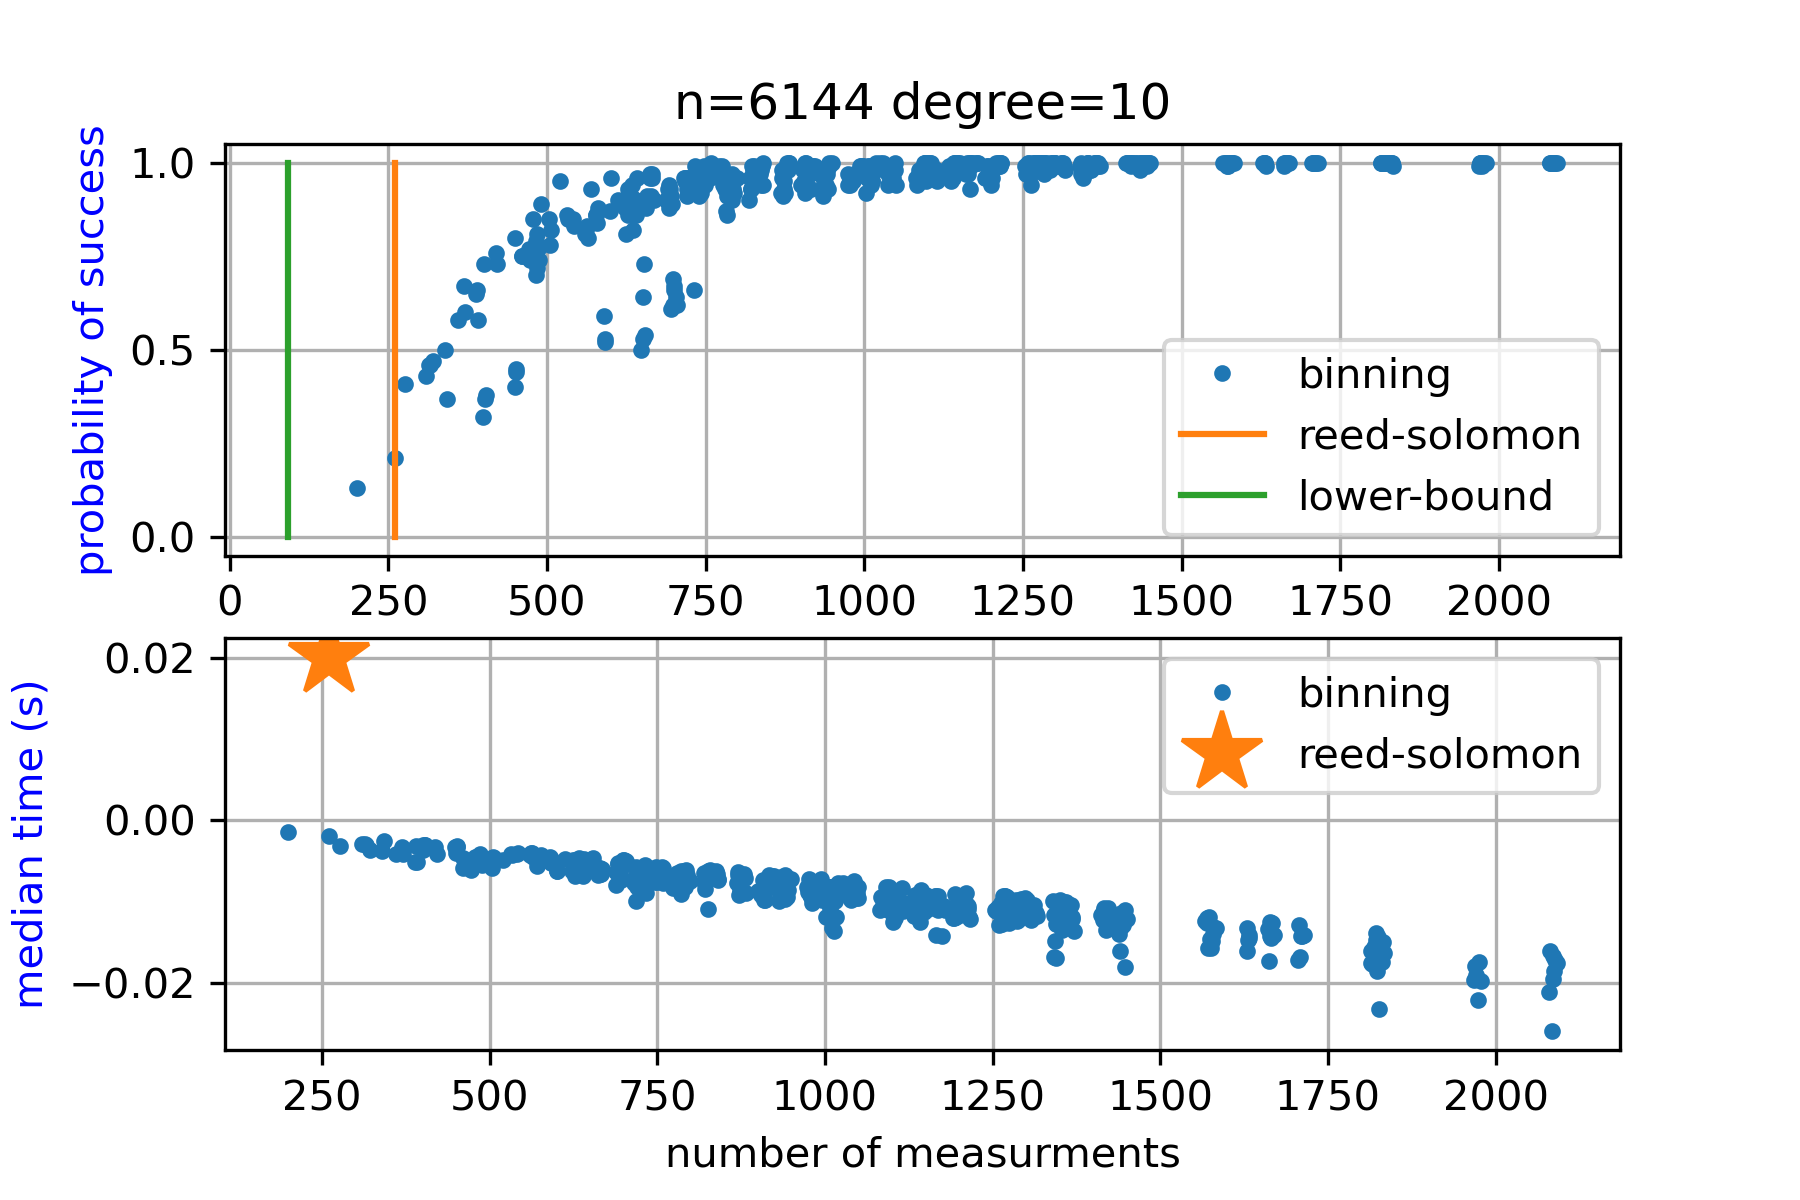 n=6144 degree=10
probability of success
1.0
0.5
0.0
0 250 500 750 1000 1250 1500 1750 2000
binning
reed-solomon
lower-bound
median time (s)
0.02
0.00
−0.02
250 500 750 1000 1250 1500 1750 2000
binning
reed-solomon
number of measurments